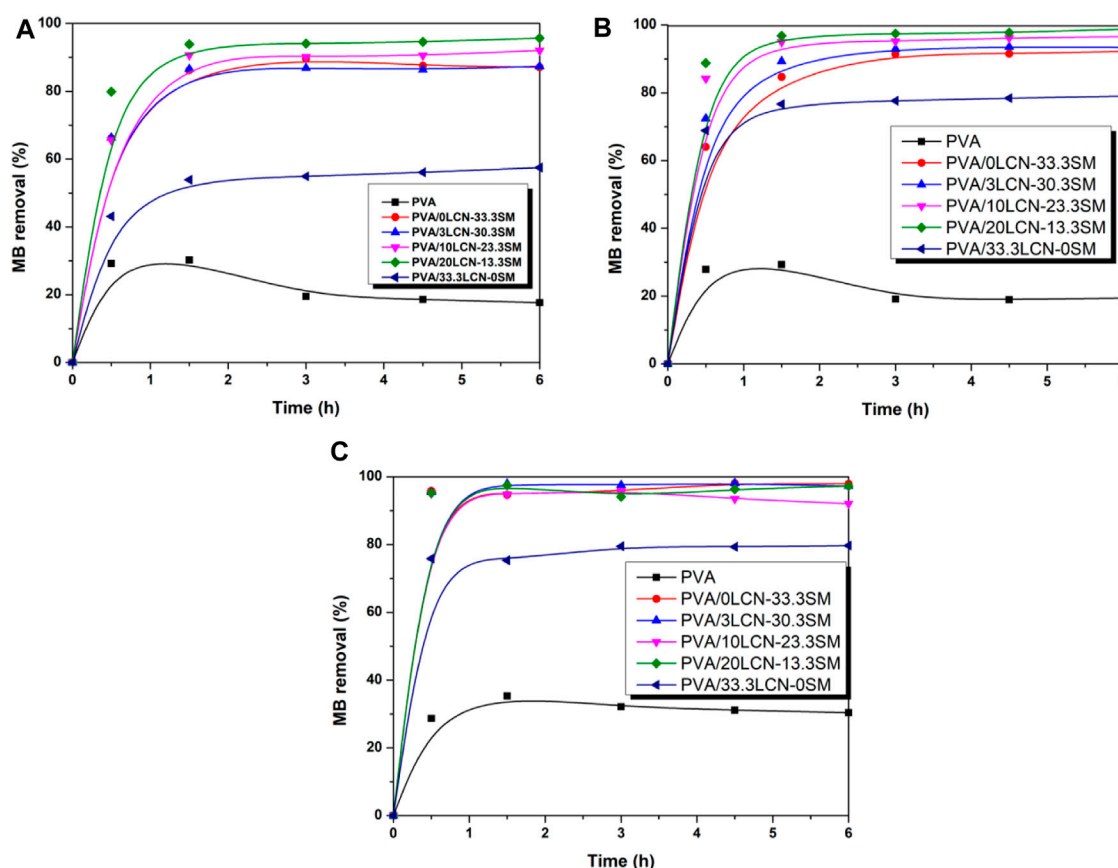 A
100
80
60
40
20
0
MB removal (%)
0 1 2 3 4 5 6
Time (h)
PVA
PVA/0LCN-33.3SM
PVA/3LCN-30.3SM
PVA/10LCN-23.3SM
PVA/20LCN-13.3SM
PVA/33.3LCN-0SM
B
100
80
60
40
20
0
MB removal (%)
0 1 2 3 4 5
Time (h)
PVA
PVA/0LCN-33.3SM
PVA/3LCN-30.3SM
PVA/10LCN-23.3SM
PVA/20LCN-13.3SM
PVA/33.3LCN-0SM
C
100
80
60
40
20
0
MB removal (%)
0 1 2 3 4 5 6
Time (h)
PVA
PVA/0LCN-33.3SM
PVA/3LCN-30.3SM
PVA/10LCN-23.3SM
PVA/20LCN-13.3SM
PVA/33.3LCN-0SM